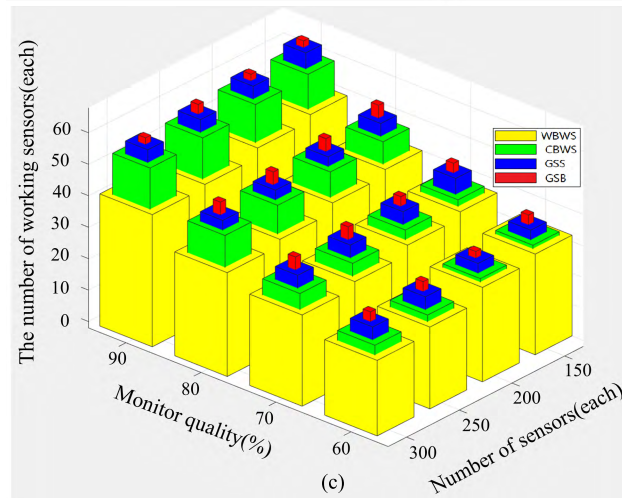 WBWS
CBWS
GSS
GSB
The number of working sensors(each)
60
50
40
30
20
10
0
90
80
70
60
Monitor quality(%)
150
200
250
300
Number of sensors(each)
(c)